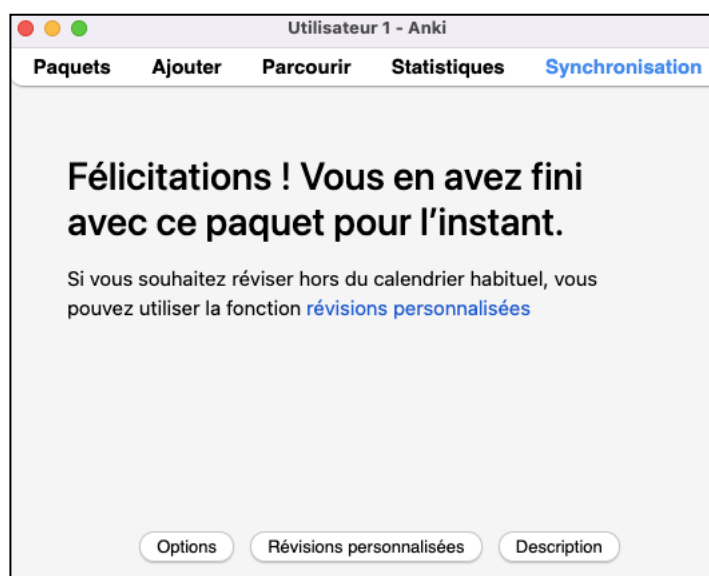 Utilisateur 1 - Anki
Paquets Ajouter Parcourir Statistiques Synchronisation
Félicitations ! Vous en avez fini
avec ce paquet pour l’instant.
Si vous souhaitez réviser hors du calendrier habituel, vous
pouvez utiliser la fonction révisions personnalisées
Options Révisions personnalisées Description